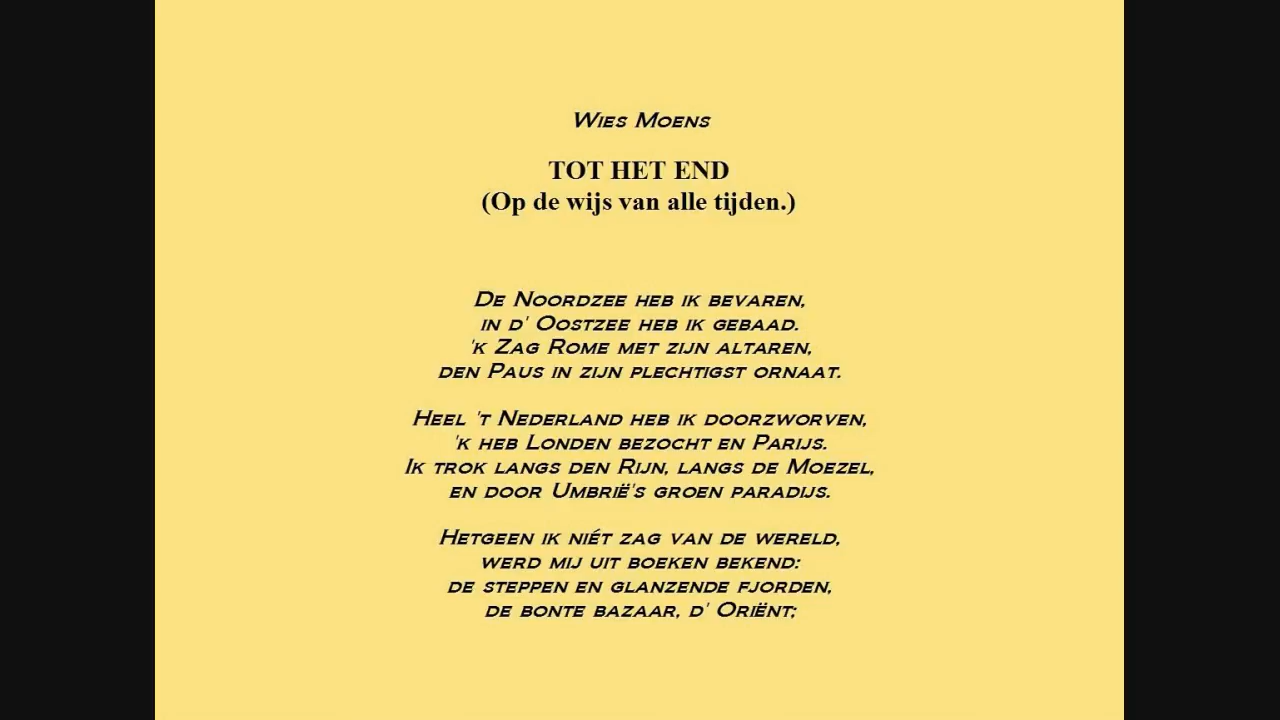 Wies Moens
TOT HET END
(Op de wijs van alle tijden.)
De Noordzee heb ik bevaren,
in d' Oostzee heb ik gebaad.
'k Zag Rome met zijn altaren,
den Paus in zijn plechtigst ornaat.
Heel 't Nederland heb ik doorzworven,
'k heb Londen bezocht en Parijs.
Ik trok langs den Rijn, langs de Moezel,
en door Umbrië's groen paradijs.
Hetgeen ik niét zag van de wereld,
werd mij uit boeken bekend:
de steppen en glanzende fjorden,
de bonte bazaar, d' Oriënt;